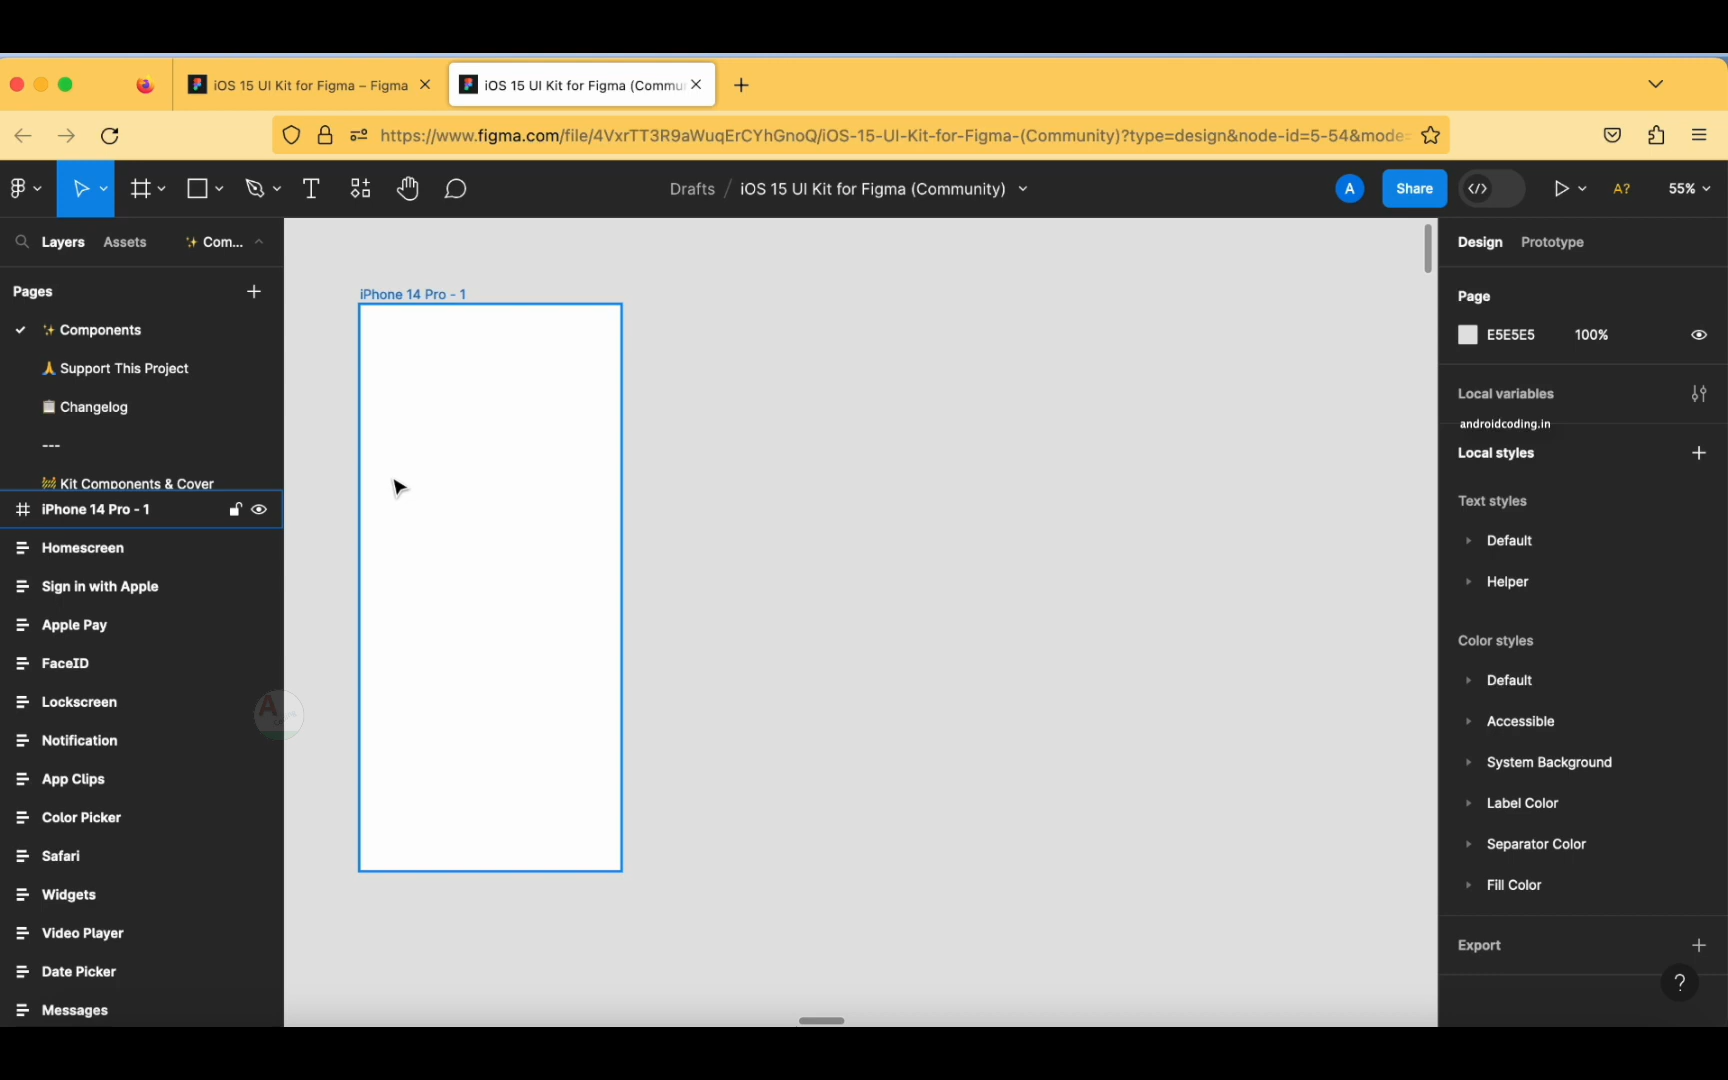 iOS 15 UI Kit for Figma – Figma
iOS 15 UI Kit for Figma (Commu
https://www.figma.com/file/4VxrTT3R9aWuqErCYhGnoQ/iOS-15-UI-Kit-for-Figma-(Community)?type=design&node-id=5-54&mode=
Drafts / iOS 15 UI Kit for Figma (Community)
A
Share
A?
55%
Layers Assets ✨ Com...
Design Prototype
Pages
✨ Components
🙏 Support This Project
📋 Changelog
---
🚧 Kit Components & Cover
iPhone 14 Pro - 1
Homescreen
Sign in with Apple
Apple Pay
FaceID
Lockscreen
Notification
App Clips
Color Picker
Safari
Widgets
Video Player
Date Picker
Messages
iPhone 14 Pro - 1
Page
E5E5E5 100%
Local variables
androidcoding.in
Local styles
Text styles
Default
Helper
Color styles
Default
Accessible
System Background
Label Color
Separator Color
Fill Color
Export
?